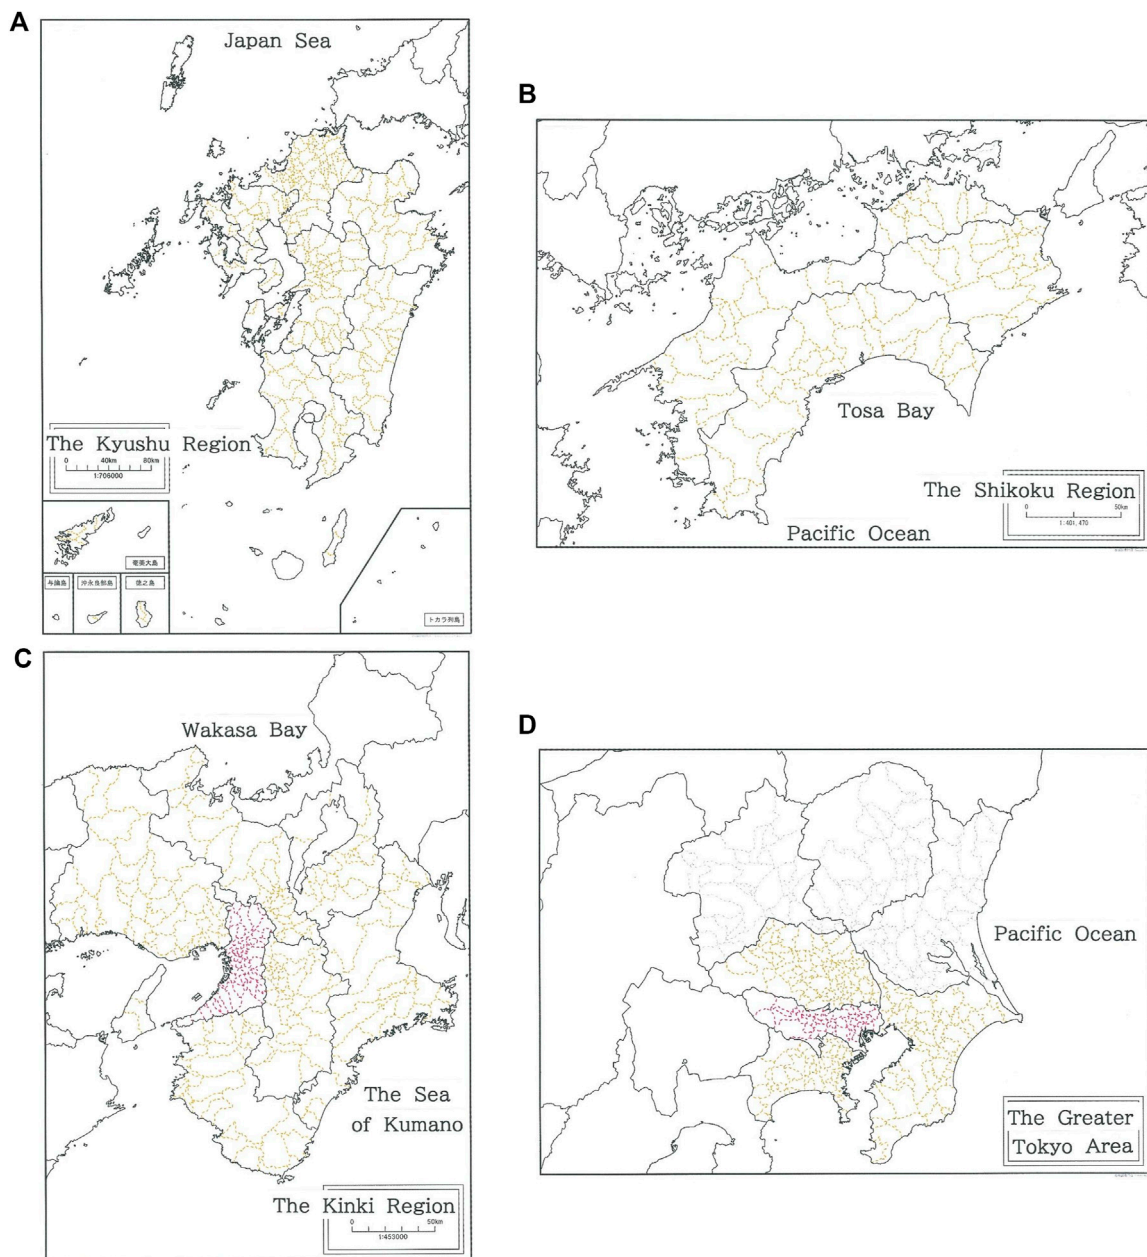 A
Japan Sea
The Kyushu Region
0 40km 80km
1:706000
奄美大島
与論島
沖永良部島
徳之島
トカラ列島
B
Tosa Bay
The Shikoku Region
0 50km
1:401,470
Pacific Ocean
C
Wakasa Bay
The Sea
of Kumano
The Kinki Region
0 50km
1:453000
D
Pacific Ocean
The Greater
Tokyo Area